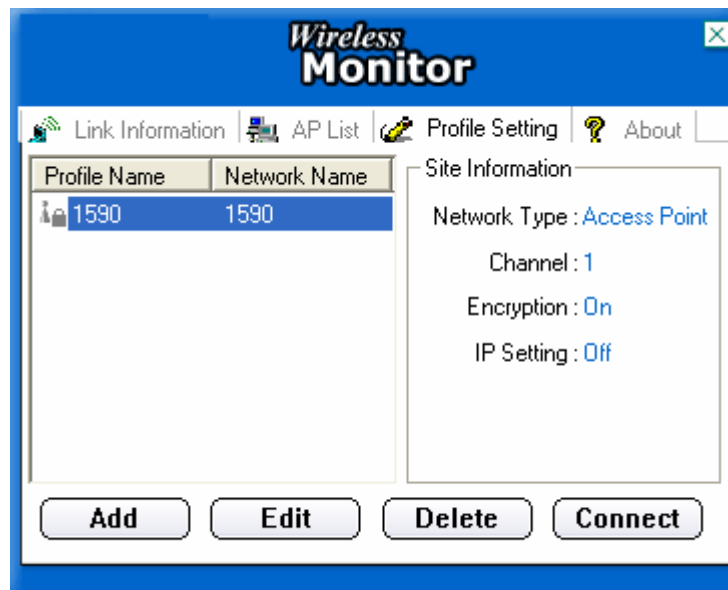 Wireless
Monitor
Link Information AP List Profile Setting About
Profile Name Network Name
1590 1590
Site Information
Network Type : Access Point
Channel : 1
Encryption : On
IP Setting : Off
Add Edit Delete Connect